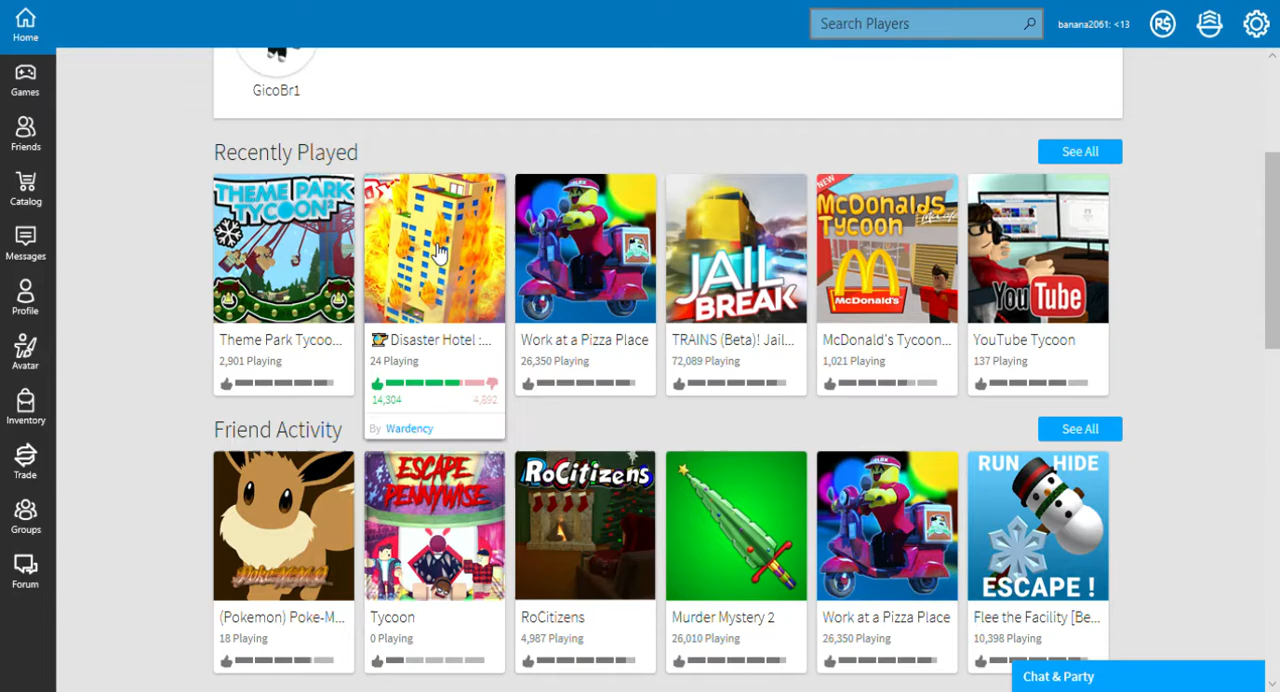 Home
Search Players
banana2061: <13
R$
Games
Friends
Catalog
Messages
Profile
Avatar
Inventory
Trade
Groups
Forum
GicoBr1
Recently Played
See All
THEME PARK
TYCOON2
JAIL
BREAK
NEW
McDonalds
Tycoon
McDonald's
YouTube
Theme Park Tycoo...
2,901 Playing
Disaster Hotel :...
24 Playing
14,304
4,892
By Wardency
Work at a Pizza Place
26,350 Playing
TRAINS (Beta)! Jail...
72,089 Playing
McDonald's Tycoon...
1,021 Playing
YouTube Tycoon
137 Playing
Friend Activity
See All
ESCAPE
PENNYWISE
RoCitizens
RUN HIDE
ESCAPE !
(Pokemon) Poke-M...
18 Playing
Tycoon
0 Playing
RoCitizens
4,987 Playing
Murder Mystery 2
26,010 Playing
Work at a Pizza Place
26,350 Playing
Flee the Facility [Be...
10,398 Playing
Chat & Party